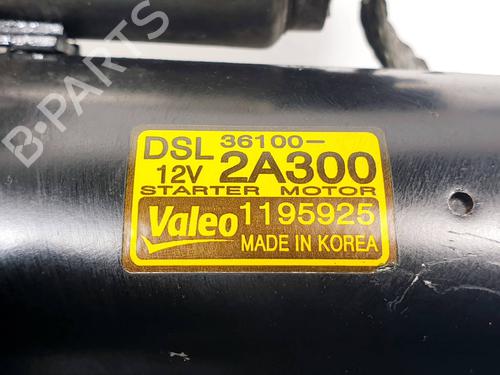 DSL 36100-
12V 2A300
STARTER MOTOR
Valeo 1195925
MADE IN KOREA
B-PARTS